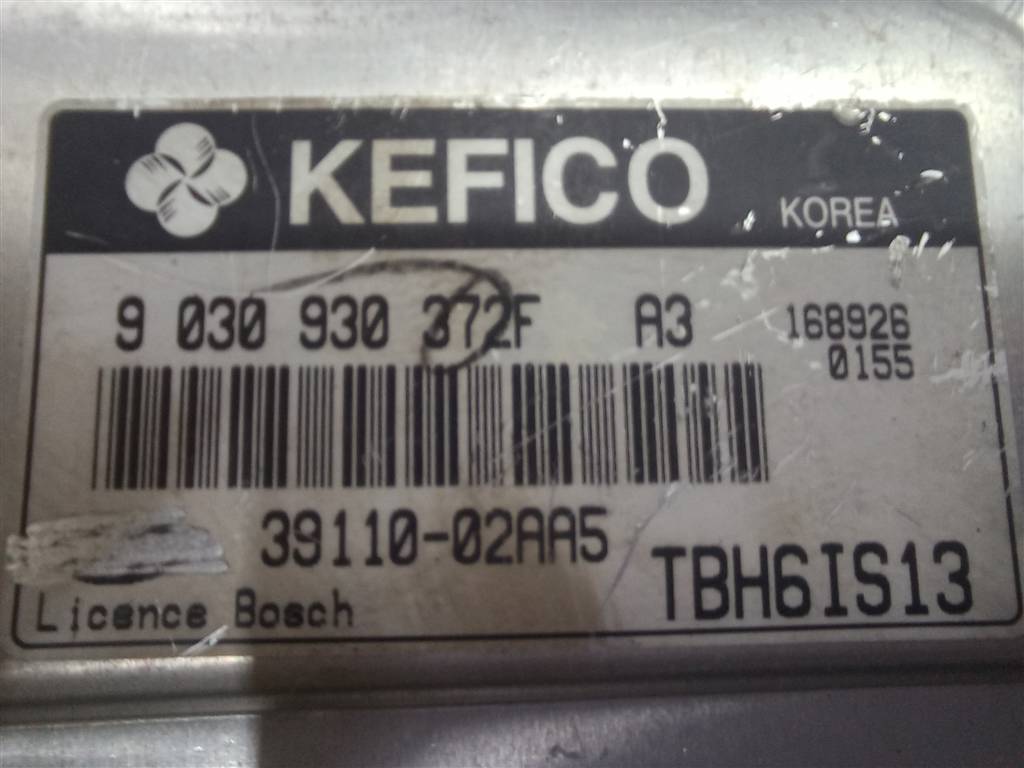 KEFICO KOREA
9 030 930 372F A3 168926
0155
39110-02AA5
TBH6IS13
Licence Bosch